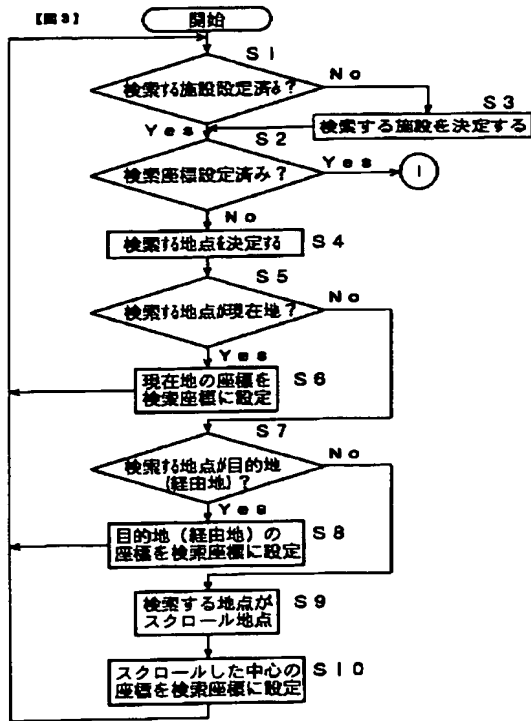 【図3】
開始
S1
検索する施設設定済み？
No
S3
検索する施設を決定する
Yes
S2
検索座標設定済み？
Yes
1
No
検索する地点を決定する
S4
S5
検索する地点が現在地？
No
Yes
現在地の座標を
検索座標に設定
S6
S7
検索する地点が目的地
(経由地)？
No
Yes
目的地（経由地）の
座標を検索座標に設定
S8
検索する地点が
スクロール地点
S9
スクロールした中心の
座標を検索座標に設定
S10